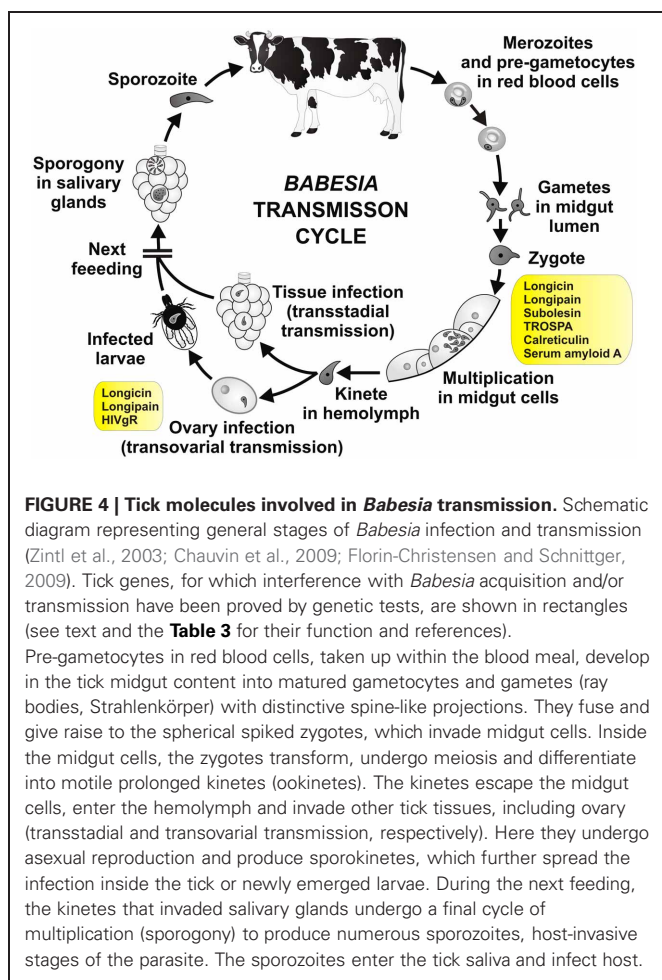 Sporozoite
Merozoites
and pre-gametocytes
in red blood cells
Sporogony
in salivary
glands
BABESIA
TRANSMISSON
CYCLE
Gametes
in midgut
lumen
Zygote
Next
feeeding
Tissue infection
(transstadial
transmission)
Longicin
Longipain
Subolesin
TROSPA
Calreticulin
Serum amyloid A
Infected
larvae
Multiplication
in midgut cells
Kinete
in hemolymph
Longicin
Longipain
HlVgR
Ovary infection
(transovarial transmission)
FIGURE 4 | Tick molecules involved in Babesia transmission. Schematic
diagram representing general stages of Babesia infection and transmission
(Zintl et al., 2003; Chauvin et al., 2009; Florin-Christensen and Schnittger,
2009). Tick genes, for which interference with Babesia acquisition and/or
transmission have been proved by genetic tests, are shown in rectangles
(see text and the Table 3 for their function and references).
Pre-gametocytes in red blood cells, taken up within the blood meal, develop
in the tick midgut content into matured gametocytes and gametes (ray
bodies, Strahlenkörper) with distinctive spine-like projections. They fuse and
give raise to the spherical spiked zygotes, which invade midgut cells. Inside
the midgut cells, the zygotes transform, undergo meiosis and differentiate
into motile prolonged kinetes (ookinetes). The kinetes escape the midgut
cells, enter the hemolymph and invade other tick tissues, including ovary
(transstadial and transovarial transmission, respectively). Here they undergo
asexual reproduction and produce sporokinetes, which further spread the
infection inside the tick or newly emerged larvae. During the next feeding,
the kinetes that invaded salivary glands undergo a final cycle of
multiplication (sporogony) to produce numerous sporozoites, host-invasive
stages of the parasite. The sporozoites enter the tick saliva and infect host.